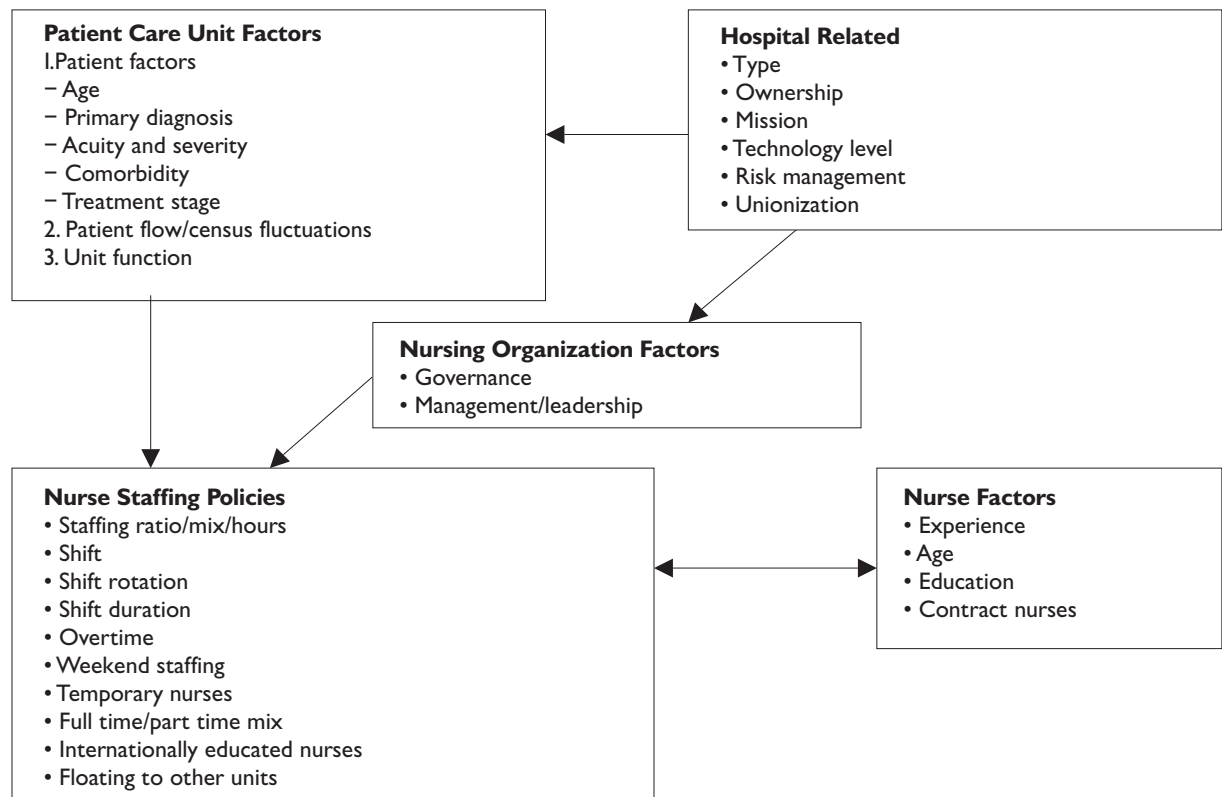 Patient Care Unit Factors
1.Patient factors
– Age
– Primary diagnosis
– Acuity and severity
– Comorbidity
– Treatment stage
2. Patient flow/census fluctuations
3. Unit function
Hospital Related
• Type
• Ownership
• Mission
• Technology level
• Risk management
• Unionization
Nursing Organization Factors
• Governance
• Management/leadership
Nurse Staffing Policies
• Staffing ratio/mix/hours
• Shift
• Shift rotation
• Shift duration
• Overtime
• Weekend staffing
• Temporary nurses
• Full time/part time mix
• Internationally educated nurses
• Floating to other units
Nurse Factors
• Experience
• Age
• Education
• Contract nurses